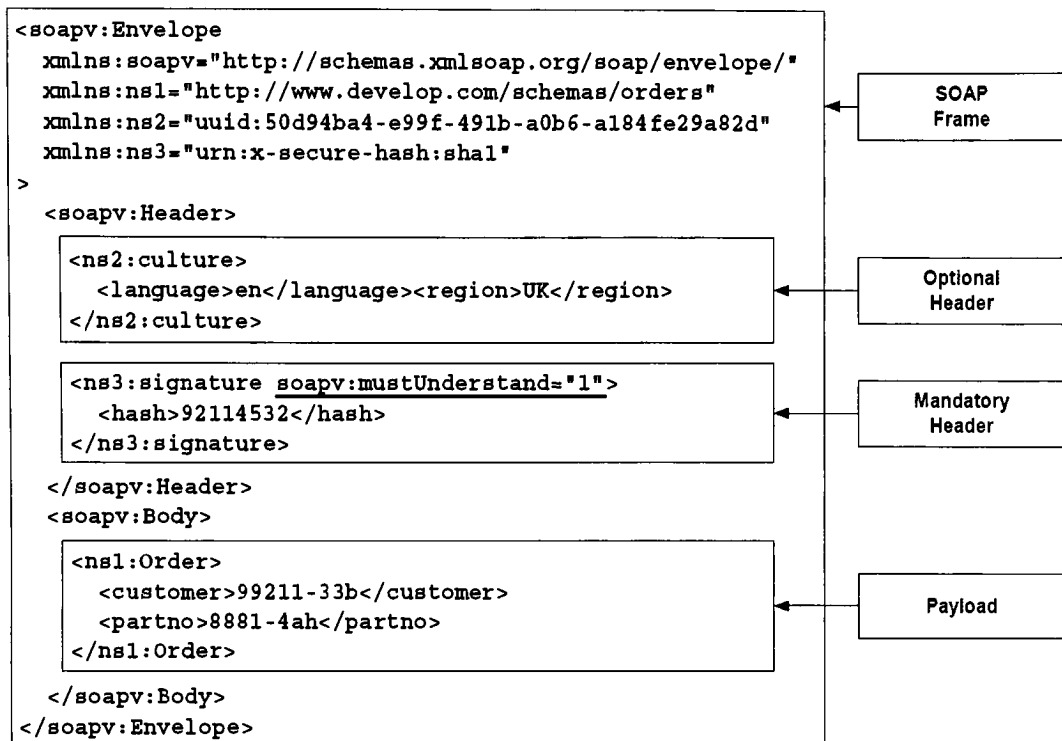 <soapv:Envelope
xmlns:soapv="http://schemas.xmlsoap.org/soap/envelope/"
xmlns:ns1="http://www.develop.com/schemas/orders"
xmlns:ns2="uuid:50d94ba4-e99f-491b-a0b6-a184fe29a82d"
xmlns:ns3="urn:x-secure-hash:sha1"
>
SOAP
Frame
<soapv:Header>
<ns2:culture>
<language>en</language><region>UK</region>
</ns2:culture>
Optional
Header
<ns3:signature soapv:mustUnderstand="1">
<hash>92114532</hash>
</ns3:signature>
Mandatory
Header
</soapv:Header>
<soapv:Body>
<ns1:Order>
<customer>99211-33b</customer>
<partno>8881-4ah</partno>
</ns1:Order>
Payload
</soapv:Body>
</soapv:Envelope>